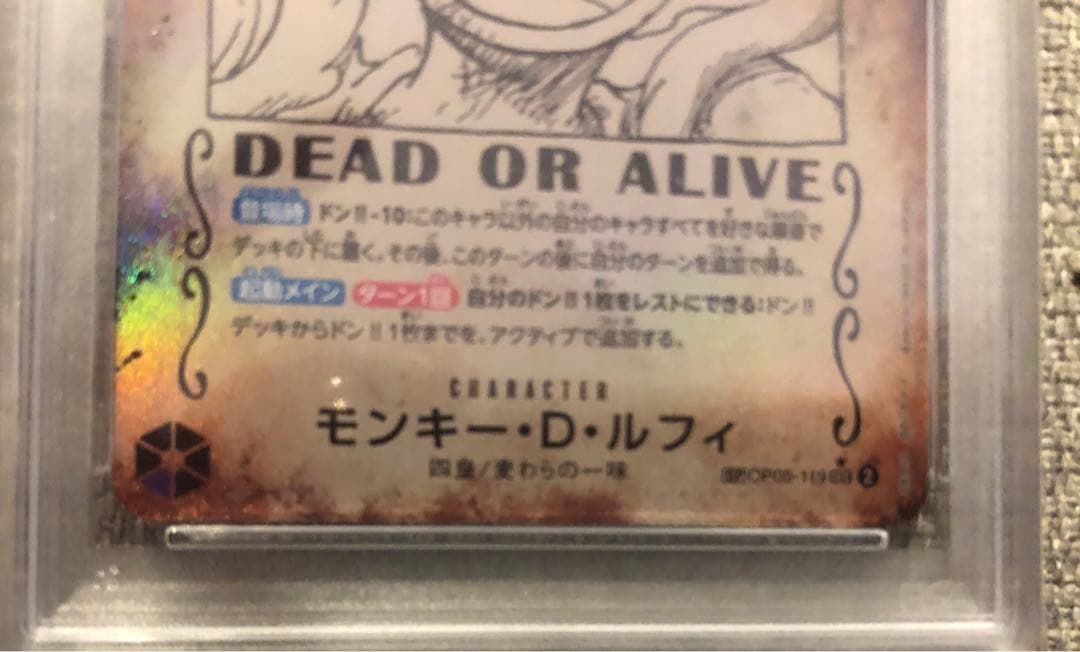 DEAD OR ALIVE
登場時 ドン!!-10:このキャラ以外の自分のキャラすべてを好きな順番で
デッキの下に置く。その後、このターンの後に自分のターンを追加で得る。
起動メイン ターン1回 自分のドン!!1枚をレストにできる:ドン!!
デッキからドン!!1枚までを、アクティブで追加する。
CHARACTER
モンキー・D・ルフィ
四皇/麦わらの一味
SP OP05-119 SEC 2